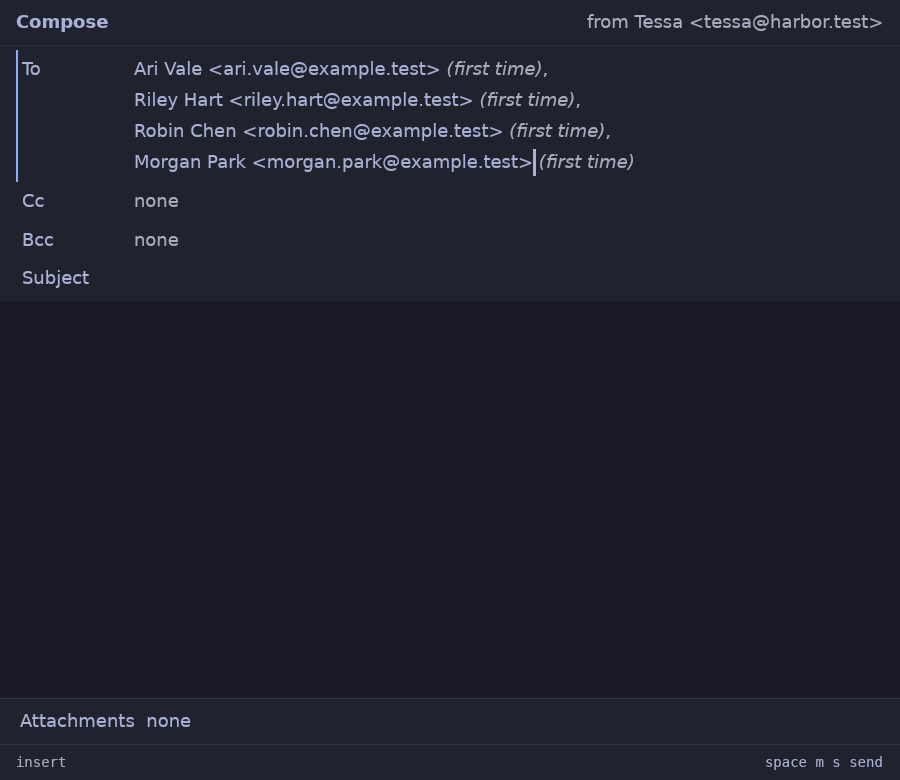 Compose from Tessa <tessa@harbor.test>
To Ari Vale <ari.vale@example.test> (first time),
Riley Hart <riley.hart@example.test> (first time),
Robin Chen <robin.chen@example.test> (first time),
Morgan Park <morgan.park@example.test> (first time)
Cc none
Bcc none
Subject
Attachments none
insert space m s send